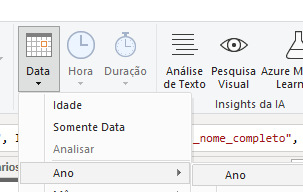 Data
Hora
Duração
Análise
de Texto
Pesquisa
Visual
Azure M
Learn
Insights da IA
Idade
Somente Data
Analisar
_nome_completo",
Ano
Ano